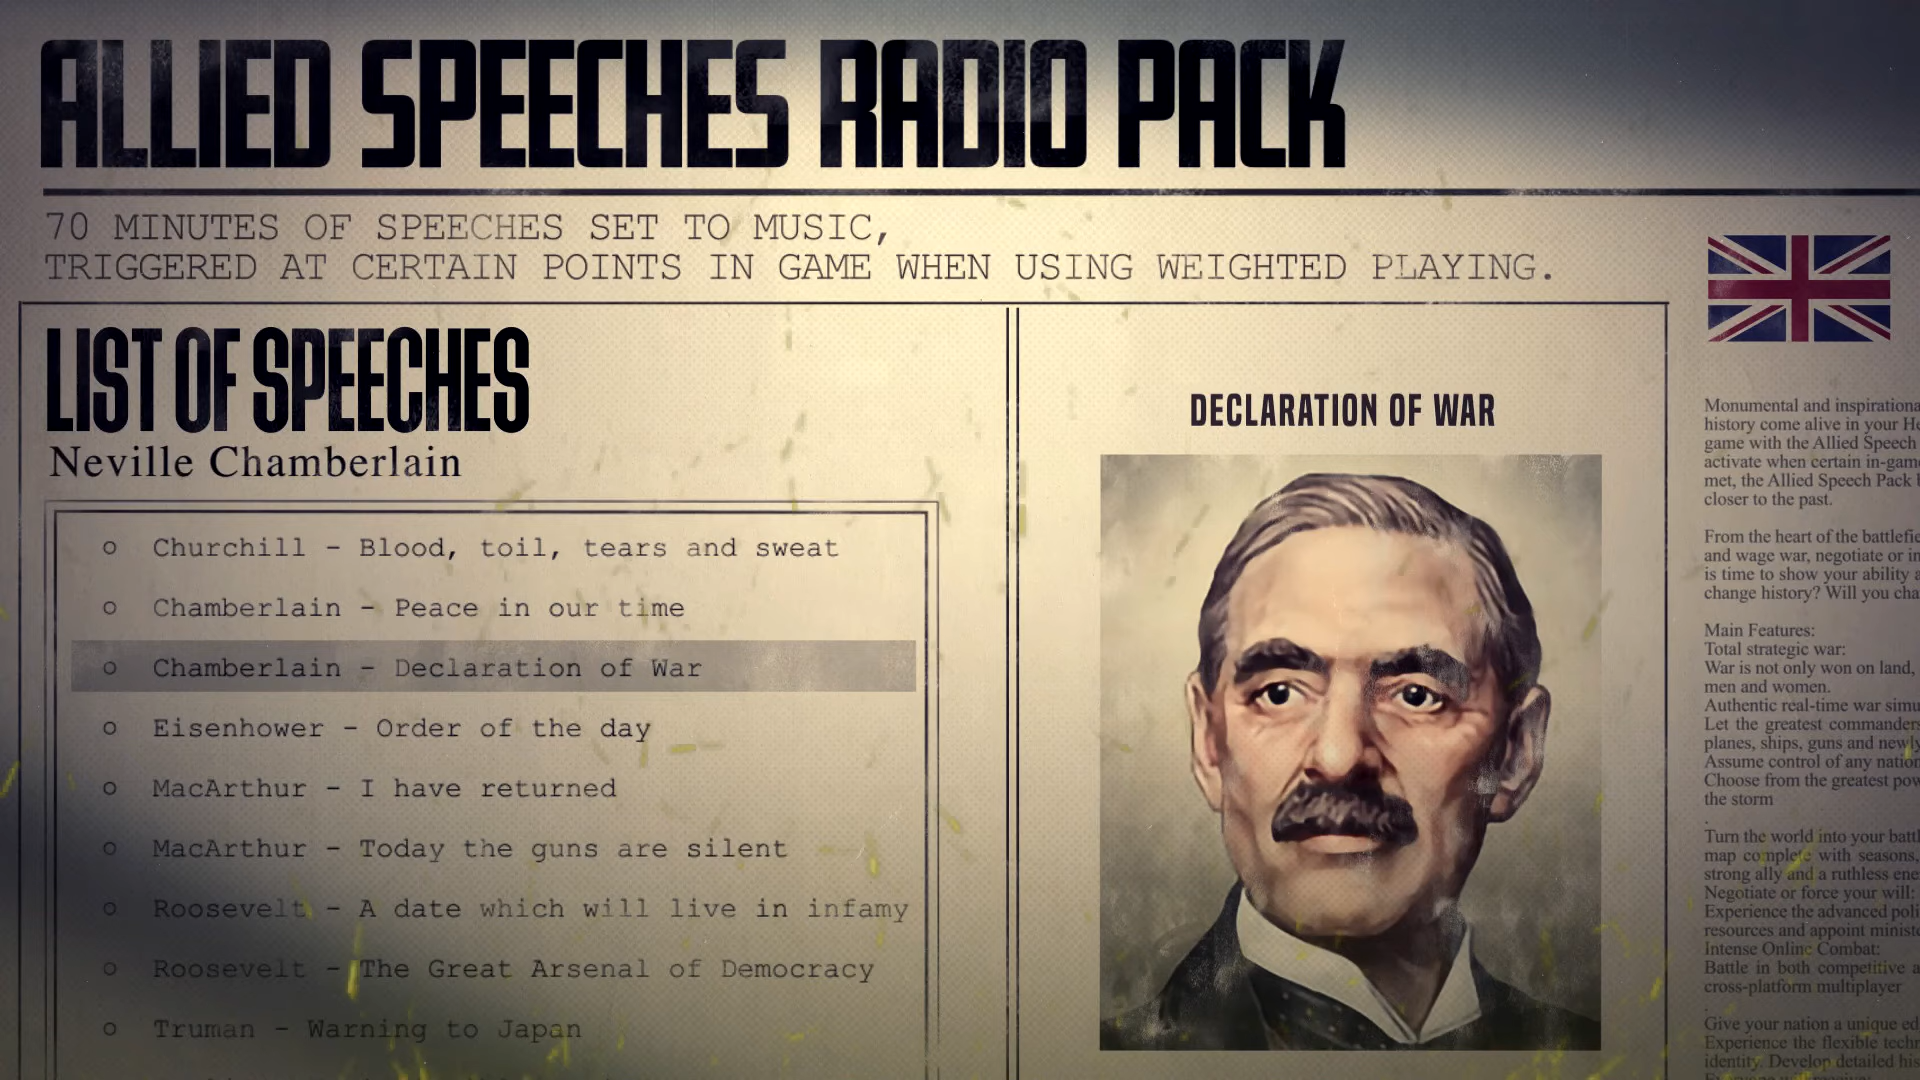 ALLIED SPEECHES RADIO PACK
70 MINUTES OF SPEECHES SET TO MUSIC,
TRIGGERED AT CERTAIN POINTS IN GAME WHEN USING WEIGHTED PLAYING.
LIST OF SPEECHES
Neville Chamberlain
Churchill - Blood, toil, tears and sweat
Chamberlain - Peace in our time
Chamberlain - Declaration of War
Eisenhower - Order of the day
MacArthur - I have returned
MacArthur - Today the guns are silent
Roosevelt - A date which will live in infamy
Roosevelt - The Great Arsenal of Democracy
Truman - Warning to Japan
DECLARATION OF WAR
Monumental and
history come alive in your
game with the Allied Speech
activate when certain
met, the Allied Speech Pack
closer to the past.
From the heart of the
and wage war, negotiate or
is time to show your ability
change history? Will you
Main Features:
Total strategic war:
War is not only won on land,
men and women.
Authentic real-time war
Let the greatest
planes, ships, guns and
Assume control of any
Choose from the greatest
the storm
Turn the world into your
map complete with seasons,
strong ally and a ruthless
Negotiate or force your will:
Experience the advanced
resources and appoint
Intense Online Combat:
Battle in both competitive
cross-platform multiplayer
Give your nation a unique
Experience the flexible
identity. Develop detailed